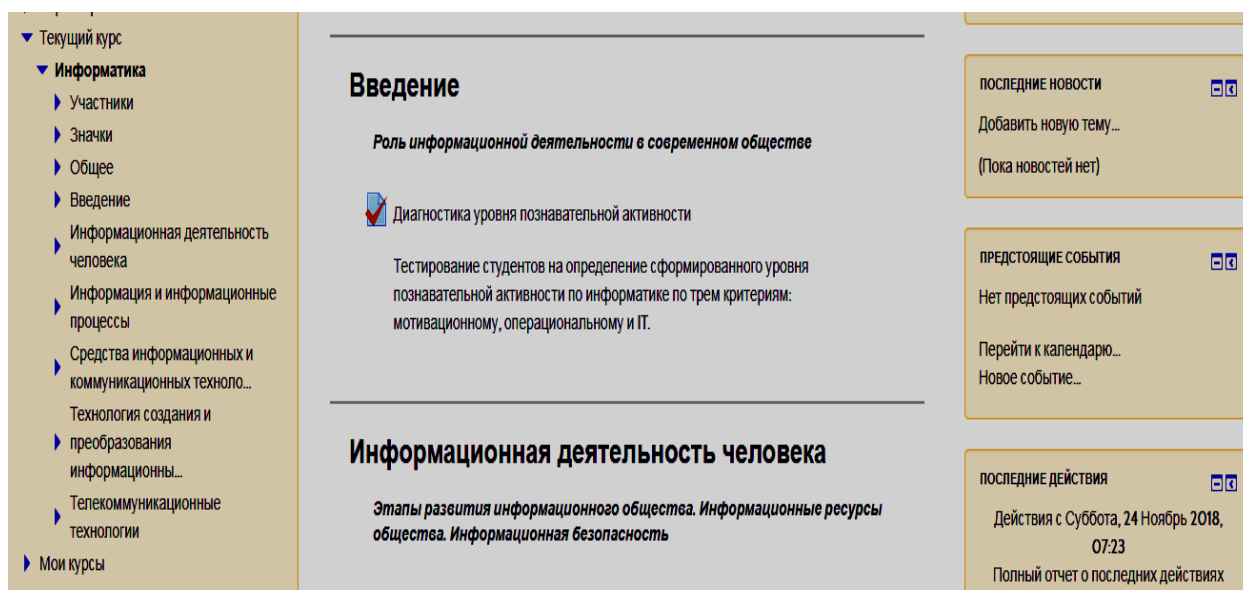 Текущий курс
Информатика
Участники
Значки
Общее
Введение
Информационная деятельность
человека
Информация и информационные
процессы
Средства информационных и
коммуникационных техноло...
Технология создания и
преобразования
информационны...
Телекоммуникационные
технологии
Мои курсы
Введение
Роль информационной деятельности в современном обществе
Диагностика уровня познавательной активности
Тестирование студентов на определение сформированного уровня
познавательной активности по информатике по трем критериям:
мотивационному, операциональному и IT.
Информационная деятельность человека
Этапы развития информационного общества. Информационные ресурсы
общества. Информационная безопасность
ПОСЛЕДНИЕ НОВОСТИ
Добавить новую тему...
(Пока новостей нет)
ПРЕДСТОЯЩИЕ СОБЫТИЯ
Нет предстоящих событий
Перейти к календарю...
Новое событие...
ПОСЛЕДНИЕ ДЕЙСТВИЯ
Действия с Суббота, 24 Ноябрь 2018,
07:23
Полный отчет о последних действиях